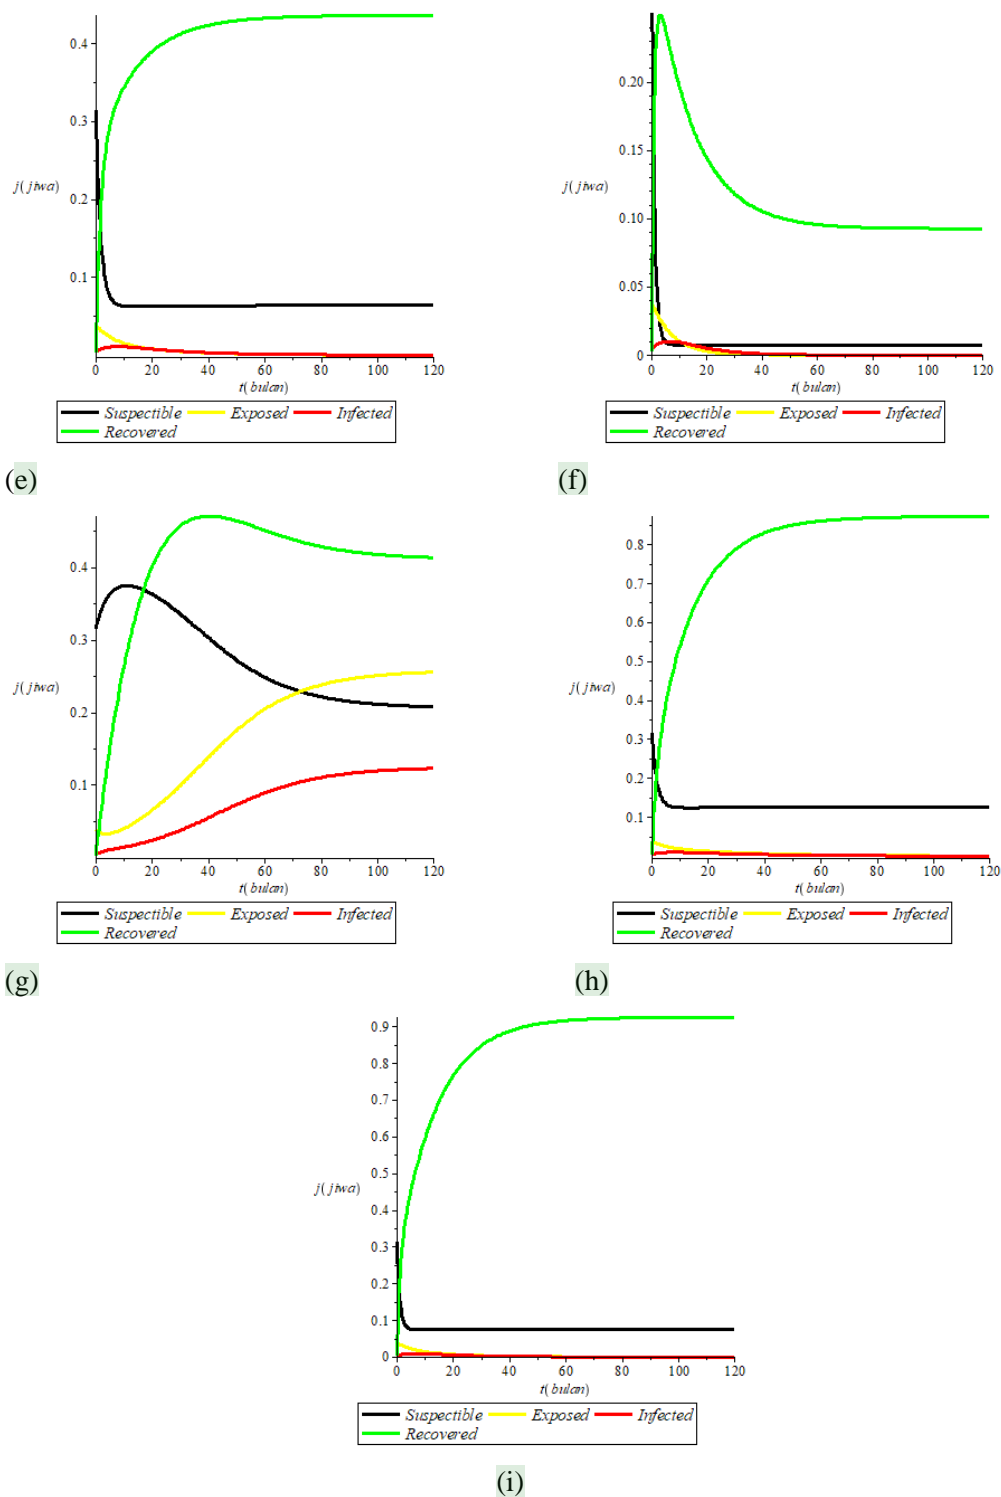 0.4
0.3
j(jiwa)
0.2
0.1
0 20 40 60 80 100 120
t(bulan)
Suspectible Exposed Infected
Recovered
(e)
0.20
0.15
j(jiwa)
0.10
0.05
0
0 20 40 60 80 100 120
t(bulan)
Suspectible Exposed Infected
Recovered
(f)
0.4
0.3
j(jiwa)
0.2
0.1
0 20 40 60 80 100 120
t(bulan)
Suspectible Exposed Infected
Recovered
(g)
0.8
0.7
0.6
0.5
j(jiwa)
0.4
0.3
0.2
0.1
0 20 40 60 80 100 120
t(bulan)
Suspectible Exposed Infected
Recovered
(h)
0.9
0.8
0.7
0.6
0.5
j(jiwa)
0.4
0.3
0.2
0.1
0
0 20 40 60 80 100 120
t(bulan)
Suspectible Exposed Infected
Recovered
(i)